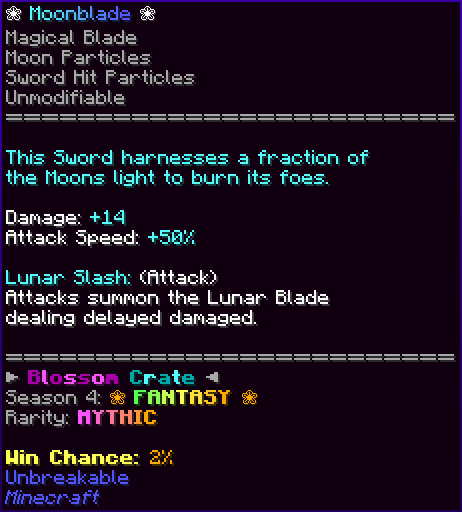 ❀ Moonblade ❀
Magical Blade
Moon Particles
Sword Hit Particles
Unmodifiable
==========================
This Sword harnesses a fraction of
the Moons light to burn its foes.
Damage: +14
Attack Speed: +50%
Lunar Slash: (Attack)
Attacks summon the Lunar Blade
dealing delayed damaged.
==========================
► Blossom Crate ◄
Season 4: ❀ FANTASY ❀
Rarity: MYTHIC
Win Chance: 2%
Unbreakable
Minecraft